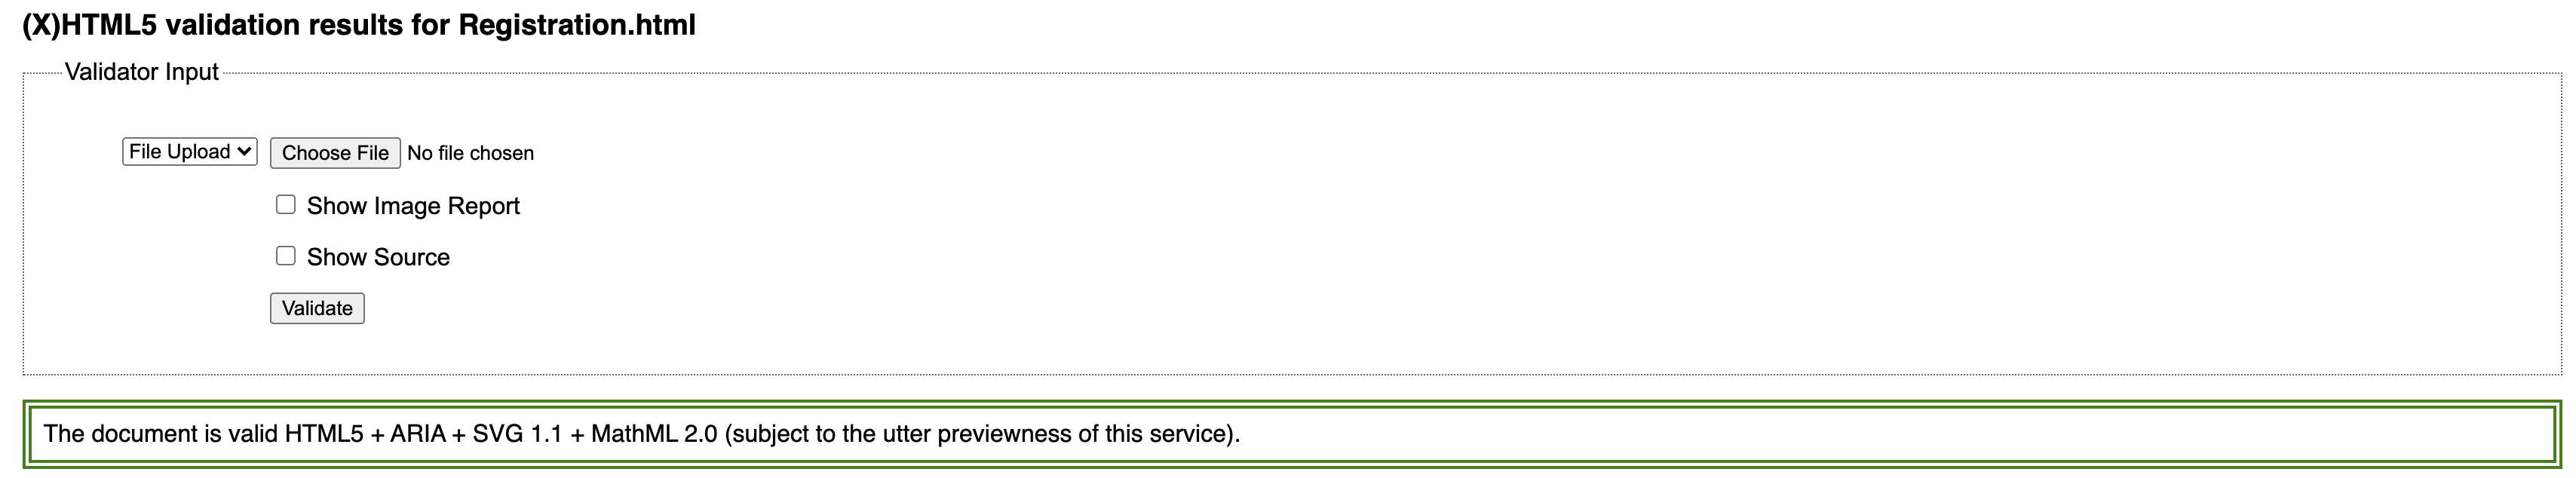 (X)HTML5 validation results for Registration.html
Validator Input
File Upload Choose File No file chosen
Show Image Report
Show Source
Validate
The document is valid HTML5 + ARIA + SVG 1.1 + MathML 2.0 (subject to the utter previewness of this service).